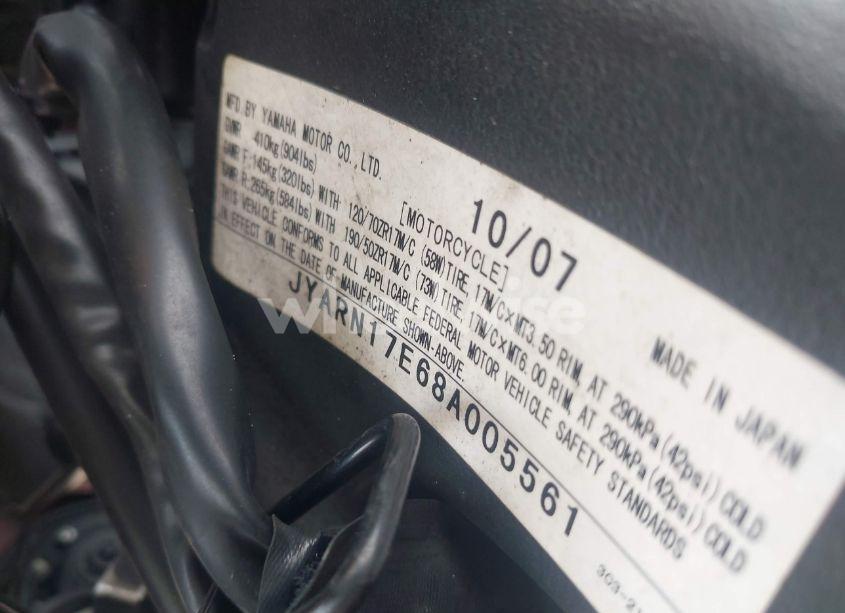 MFD.BY YAMAHA MOTOR CO.,LTD.
10/07
MADE IN JAPAN
GVWR 410kg(904lbs)
[MOTORCYCLE]
GAWR F:145kg(320lbs)WITH 120/70ZR17M/C (58W)TIRE,17M/C×MT3.50 RIM,AT 290kPa(42psi)COLD
GAWR R:265kg(584lbs)WITH 190/50ZR17M/C (73W)TIRE,17M/C×MT6.00 RIM,AT 290kPa(42psi)COLD
THIS VEHICLE CONFORMS TO ALL APPLICABLE FEDERAL MOTOR VEHICLE SAFETY STANDARDS
IN EFFECT ON THE DATE OF MANUFACTURE SHOWN-ABOVE.
JYARN17E68A005561